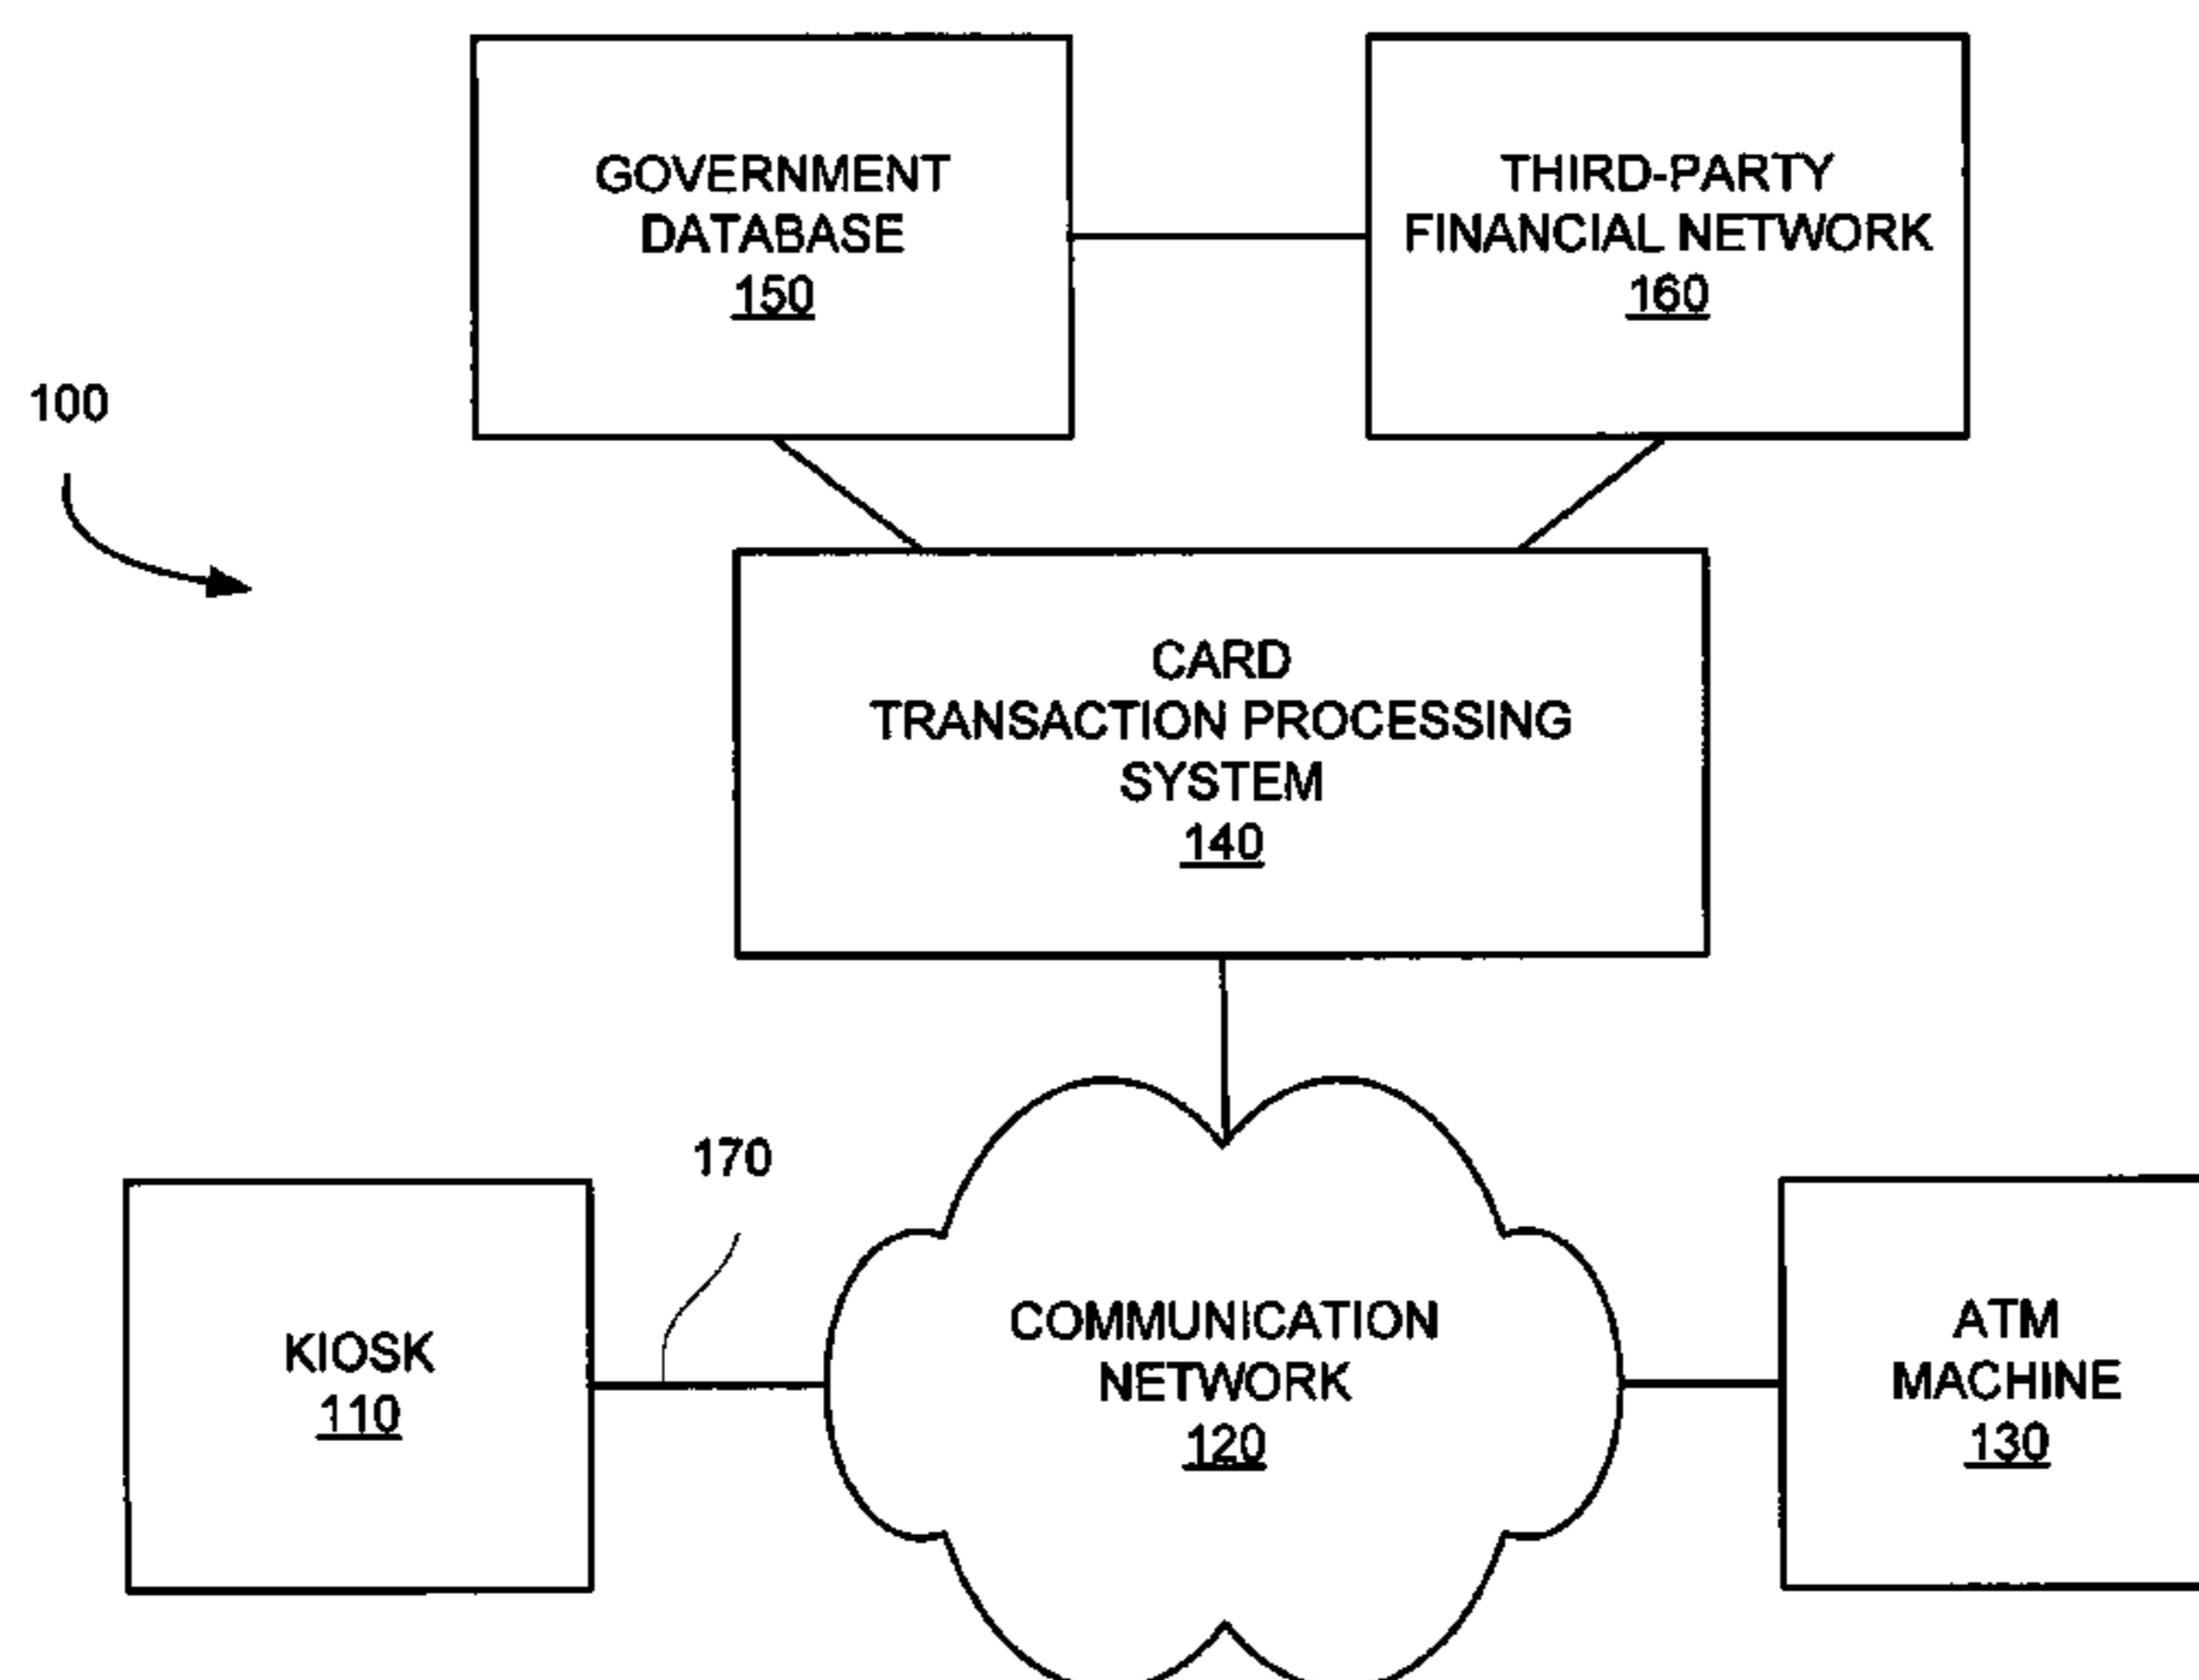 GOVERNMENT
DATABASE
150
THIRD-PARTY
FINANCIAL NETWORK
160
100
CARD
TRANSACTION PROCESSING
SYSTEM
140
170
KIOSK
110
COMMUNICATION
NETWORK
120
ATM
MACHINE
130